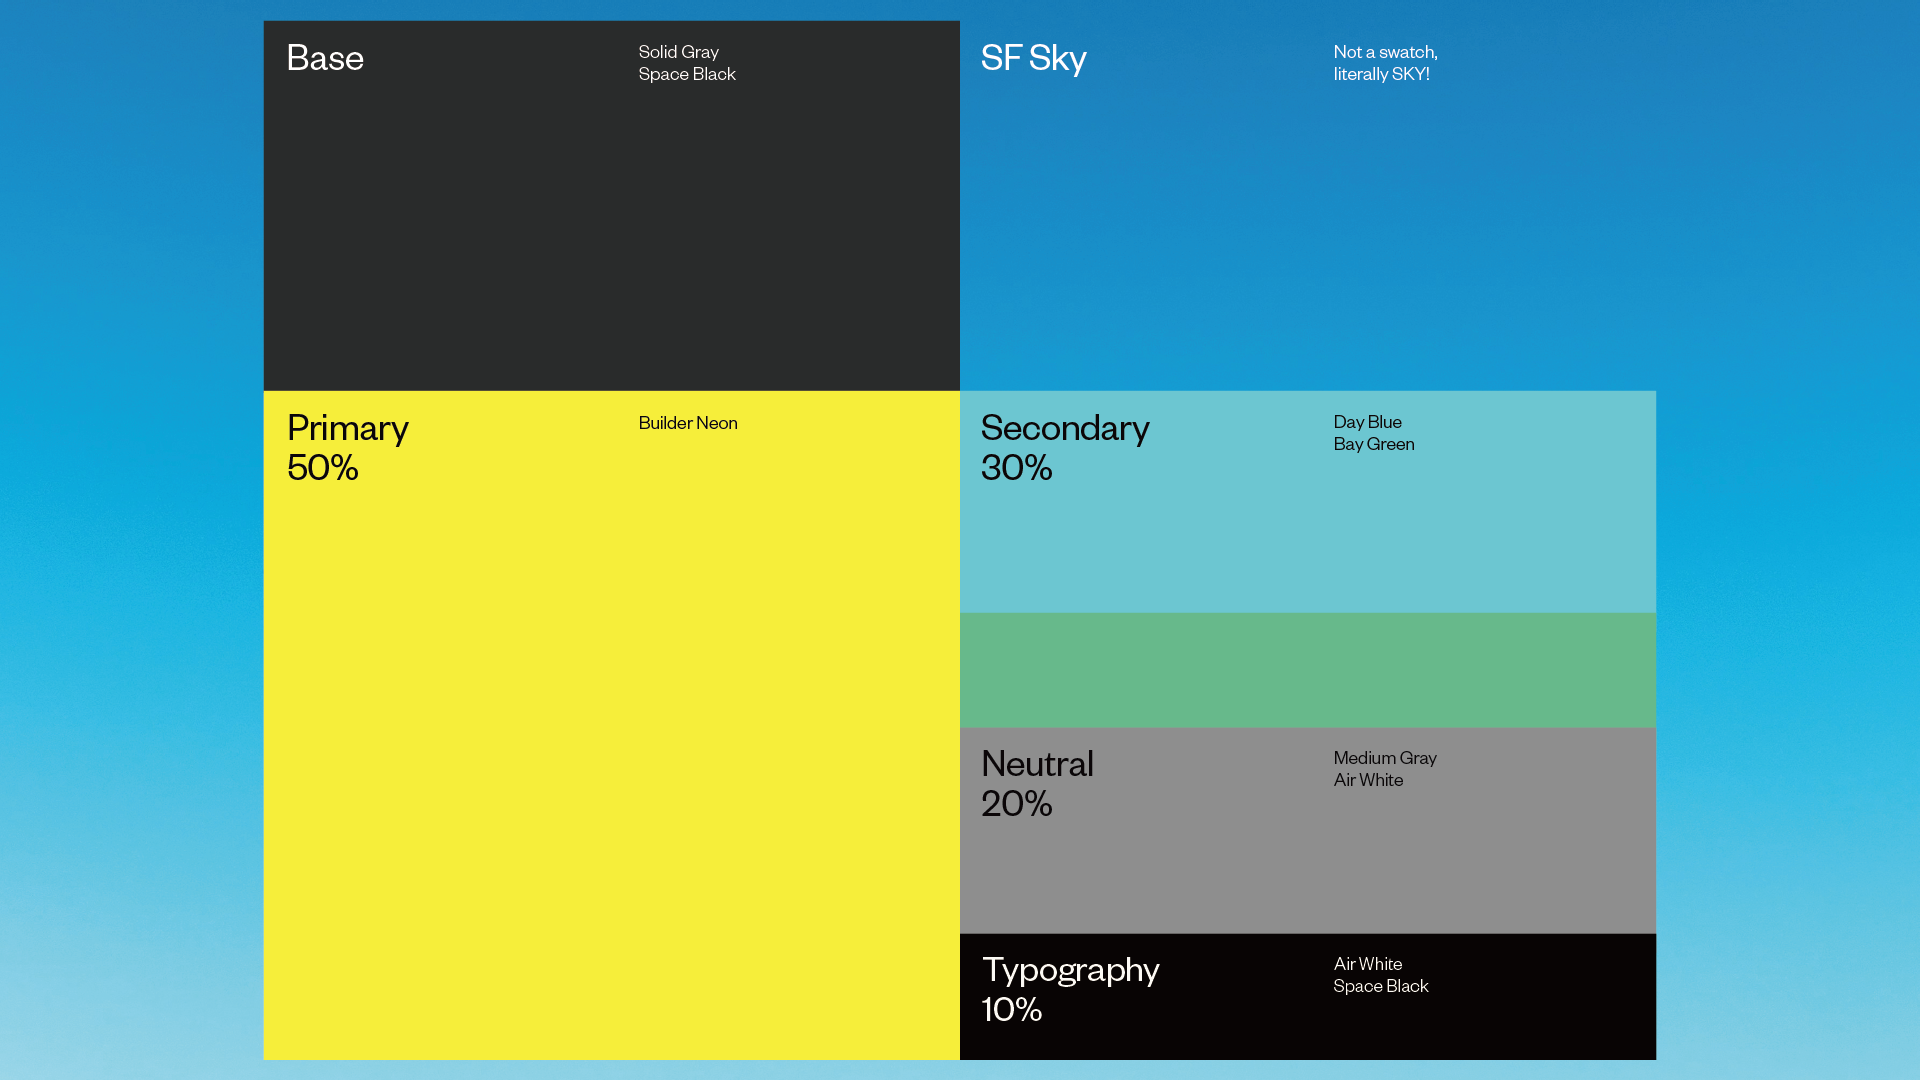 Base
Solid Gray
Space Black
SF Sky
Not a swatch,
literally SKY!
Primary
50%
Builder Neon
Secondary
30%
Day Blue
Bay Green
Neutral
20%
Medium Gray
Air White
Typography
10%
Air White
Space Black